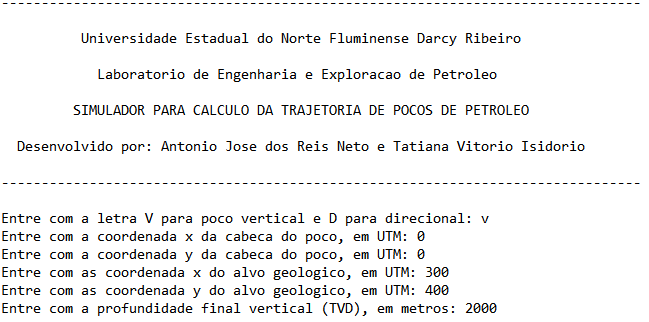 --------------------------------------------------------------------------------
Universidade Estadual do Norte Fluminense Darcy Ribeiro
Laboratorio de Engenharia e Exploracao de Petroleo
SIMULADOR PARA CALCULO DA TRAJETORIA DE POCOS DE PETROLEO
Desenvolvido por: Antonio Jose dos Reis Neto e Tatiana Vitorio Isidorio
--------------------------------------------------------------------------------
Entre com a letra V para poco vertical e D para direcional: v
Entre com a coordenada x da cabeca do poco, em UTM: 0
Entre com a coordenada y da cabeca do poco, em UTM: 0
Entre com as coordenada x do alvo geologico, em UTM: 300
Entre com as coordenada y do alvo geologico, em UTM: 400
Entre com a profundidade final vertical (TVD), em metros: 2000